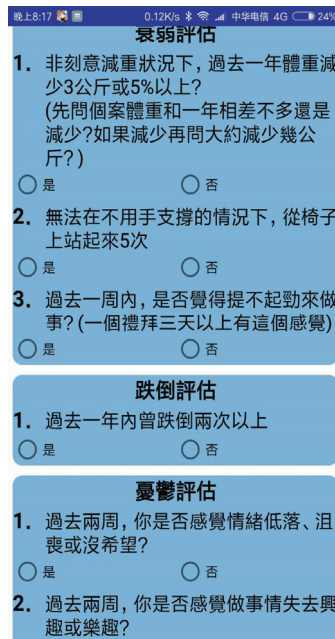 晚上8:17 0.12K/s 中华电信 4G 24%
衰弱評估
1. 非刻意減重狀況下, 過去一年體重減
少3公斤或5%以上?
(先問個案體重和一年相差不多還是
減少?如果減少再問大約減少幾公
斤?)
是 否
2. 無法在不用手支撐的情況下, 從椅子
上站起來5次
是 否
3. 過去一周內, 是否覺得提不起勁來做
事? (一個禮拜三天以上有這個感覺)
是 否
跌倒評估
1. 過去一年內曾跌倒兩次以上
是 否
憂鬱評估
1. 過去兩周, 你是否感覺情緒低落、沮
喪或沒希望?
是 否
2. 過去兩周, 你是否感覺做事情失去興
趣或樂趣?